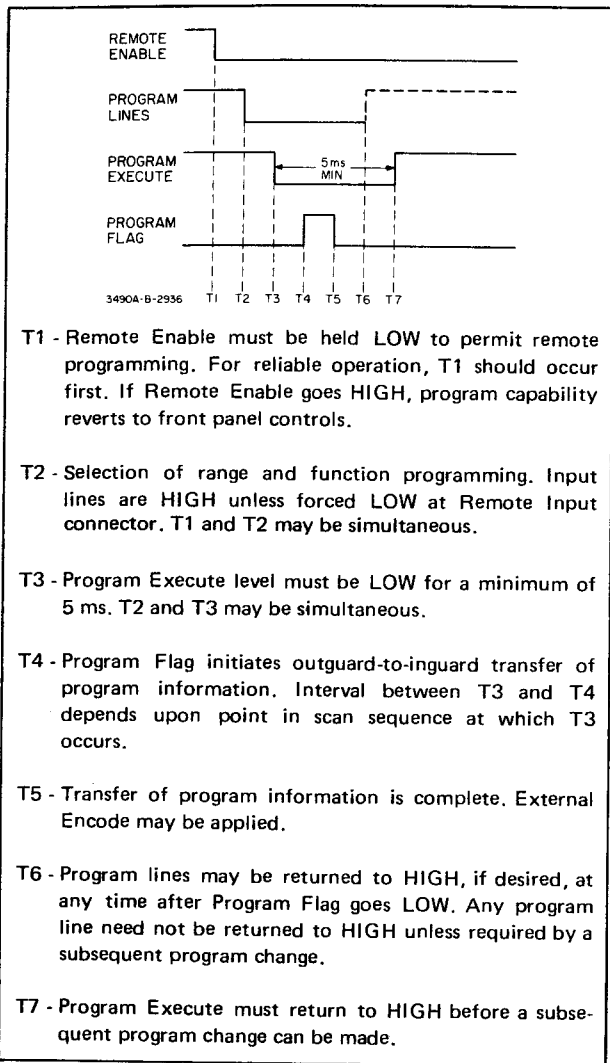 REMOTE
ENABLE
PROGRAM
LINES
PROGRAM
EXECUTE
5ms
MIN
PROGRAM
FLAG
3490A-B-2936 T1 T2 T3 T4 T5 T6 T7
T1 - Remote Enable must be held LOW to permit remote
programming. For reliable operation, T1 should occur
first. If Remote Enable goes HIGH, program capability
reverts to front panel controls.
T2 - Selection of range and function programming. Input
lines are HIGH unless forced LOW at Remote Input
connector. T1 and T2 may be simultaneous.
T3 - Program Execute level must be LOW for a minimum of
5 ms. T2 and T3 may be simultaneous.
T4 - Program Flag initiates outguard-to-inguard transfer of
program information. Interval between T3 and T4
depends upon point in scan sequence at which T3
occurs.
T5 - Transfer of program information is complete. External
Encode may be applied.
T6 - Program lines may be returned to HIGH, if desired, at
any time after Program Flag goes LOW. Any program
line need not be returned to HIGH unless required by a
subsequent program change.
T7 - Program Execute must return to HIGH before a subse-
quent program change can be made.